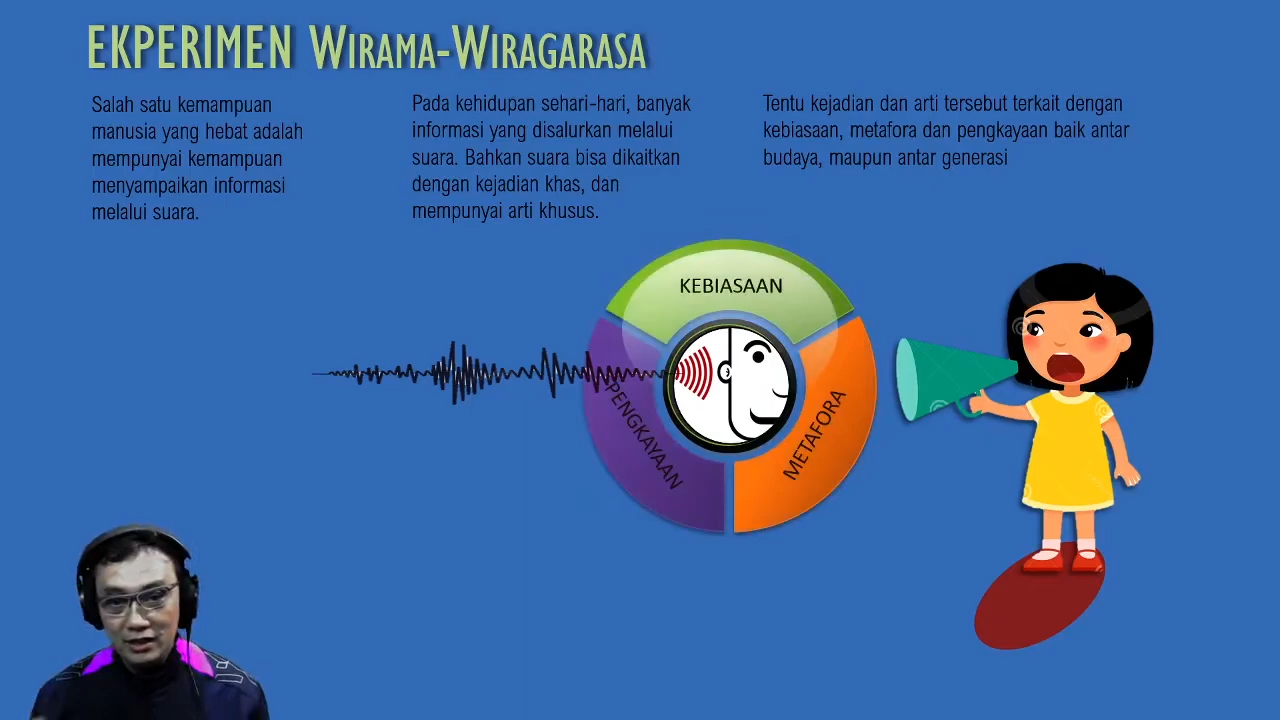 EKPERIMEN WIRAMA-WIRAGARASA
Salah satu kemampuan
manusia yang hebat adalah
mempunyai kemampuan
menyampaikan informasi
melalui suara.
Pada kehidupan sehari-hari, banyak
informasi yang disalurkan melalui
suara. Bahkan suara bisa dikaitkan
dengan kejadian khas, dan
mempunyai arti khusus.
Tentu kejadian dan arti tersebut terkait dengan
kebiasaan, metafora dan pengkayaan baik antar
budaya, maupun antar generasi
KEBIASAAN
PENGKAYAAN
METAFORA